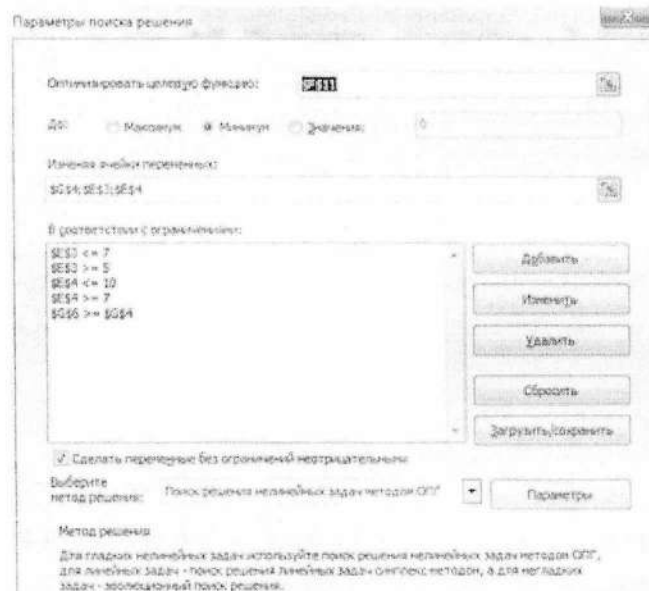 Параметры поиска решения
Оптимизировать целевую функцию:
До: Максимум Минимум Значения: 0
Изменяя ячейки переменных:
$G$4;$E$3;$E$4
В соответствии с ограничениями:
$E$3 <= 7
$E$3 >= 5
$E$4 <= 10
$E$4 >= 7
$G$6 >= $G$4
Добавить
Изменить
Удалить
Сбросить
Загрузить/сохранить
Сделать переменные без ограничений неотрицательными
Выберите метод решения:
Поиск решения нелинейных задач методом ОПГ
Параметры
Метод решения
Для гладких нелинейных задач используйте поиск решения нелинейных задач методом ОПГ,
для линейных задач - поиск решения линейных задач симплекс-методом, а для негладких
задач - эволюционный поиск решения.